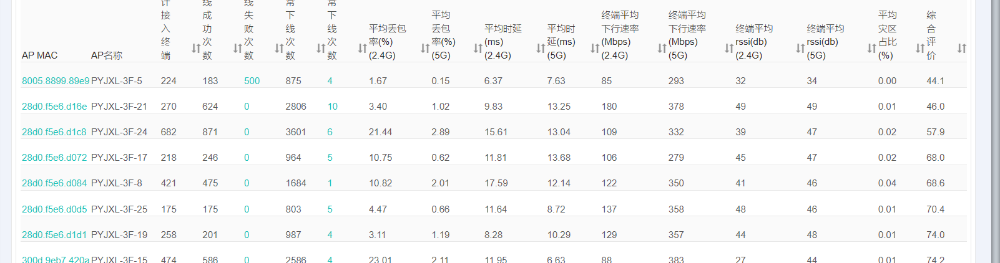 计 线 线 常 常
接 成 失 下 下 平均 终端平均 终端平均 平均 综
入 功 败 线 线 平均丢包 丢包 平均时延 平均时 下行速率 下行速率 终端平均 终端平均 灾区 合
终 次 次 次 次 率(%) 率(%) (ms) 延(ms) (Mbps) (Mbps) rssi(db) rssi(db) 占比 评
AP MAC AP名称 端 数 数 数 数 (2.4G) (5G) (2.4G) (5G) (2.4G) (5G) (2.4G) (5G) (%) 价
8005.8899.89e9 PYJXL-3F-5 224 183 500 875 4 1.67 0.15 6.37 7.63 85 293 32 34 0.00 44.1
28d0.f5e6.d16e PYJXL-3F-21 270 624 0 2806 10 3.40 1.02 9.83 13.25 180 378 49 49 0.01 46.0
28d0.f5e6.d1c8 PYJXL-3F-24 682 871 0 3601 6 21.44 2.89 15.61 13.04 109 332 39 47 0.02 57.9
28d0.f5e6.d072 PYJXL-3F-17 218 246 0 964 5 10.75 0.62 11.81 13.68 106 279 45 47 0.02 68.0
28d0.f5e6.d084 PYJXL-3F-8 421 475 0 1684 1 10.82 2.01 17.59 12.14 122 350 41 46 0.04 68.6
28d0.f5e6.d0d5 PYJXL-3F-25 175 175 0 803 5 4.47 0.66 11.64 8.72 137 358 48 46 0.01 70.4
28d0.f5e6.d1d1 PYJXL-3F-19 258 201 0 987 4 3.11 1.19 8.28 10.29 129 357 44 48 0.01 74.0
300d.9eb7.420a PYJXL-3F-15 474 586 0 2586 4 23.01 2.11 11.95 6.63 88 383 27 44 0.01 74.2